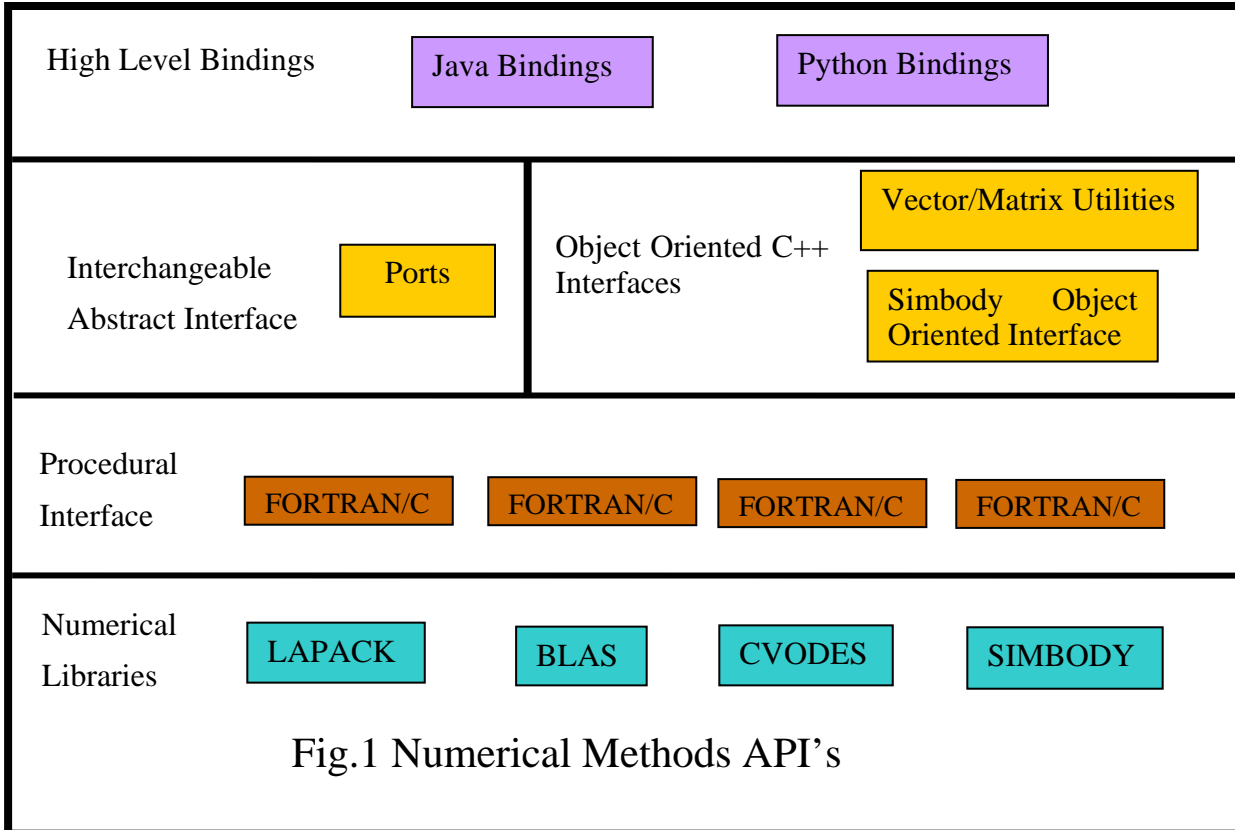 High Level Bindings
Java Bindings
Python Bindings
Interchangeable
Abstract Interface
Ports
Object Oriented C++
Interfaces
Vector/Matrix Utilities
Simbody Object
Oriented Interface
Procedural
Interface
FORTRAN/C
FORTRAN/C
FORTRAN/C
FORTRAN/C
Numerical
Libraries
LAPACK
BLAS
CVODES
SIMBODY
Fig.1 Numerical Methods API’s